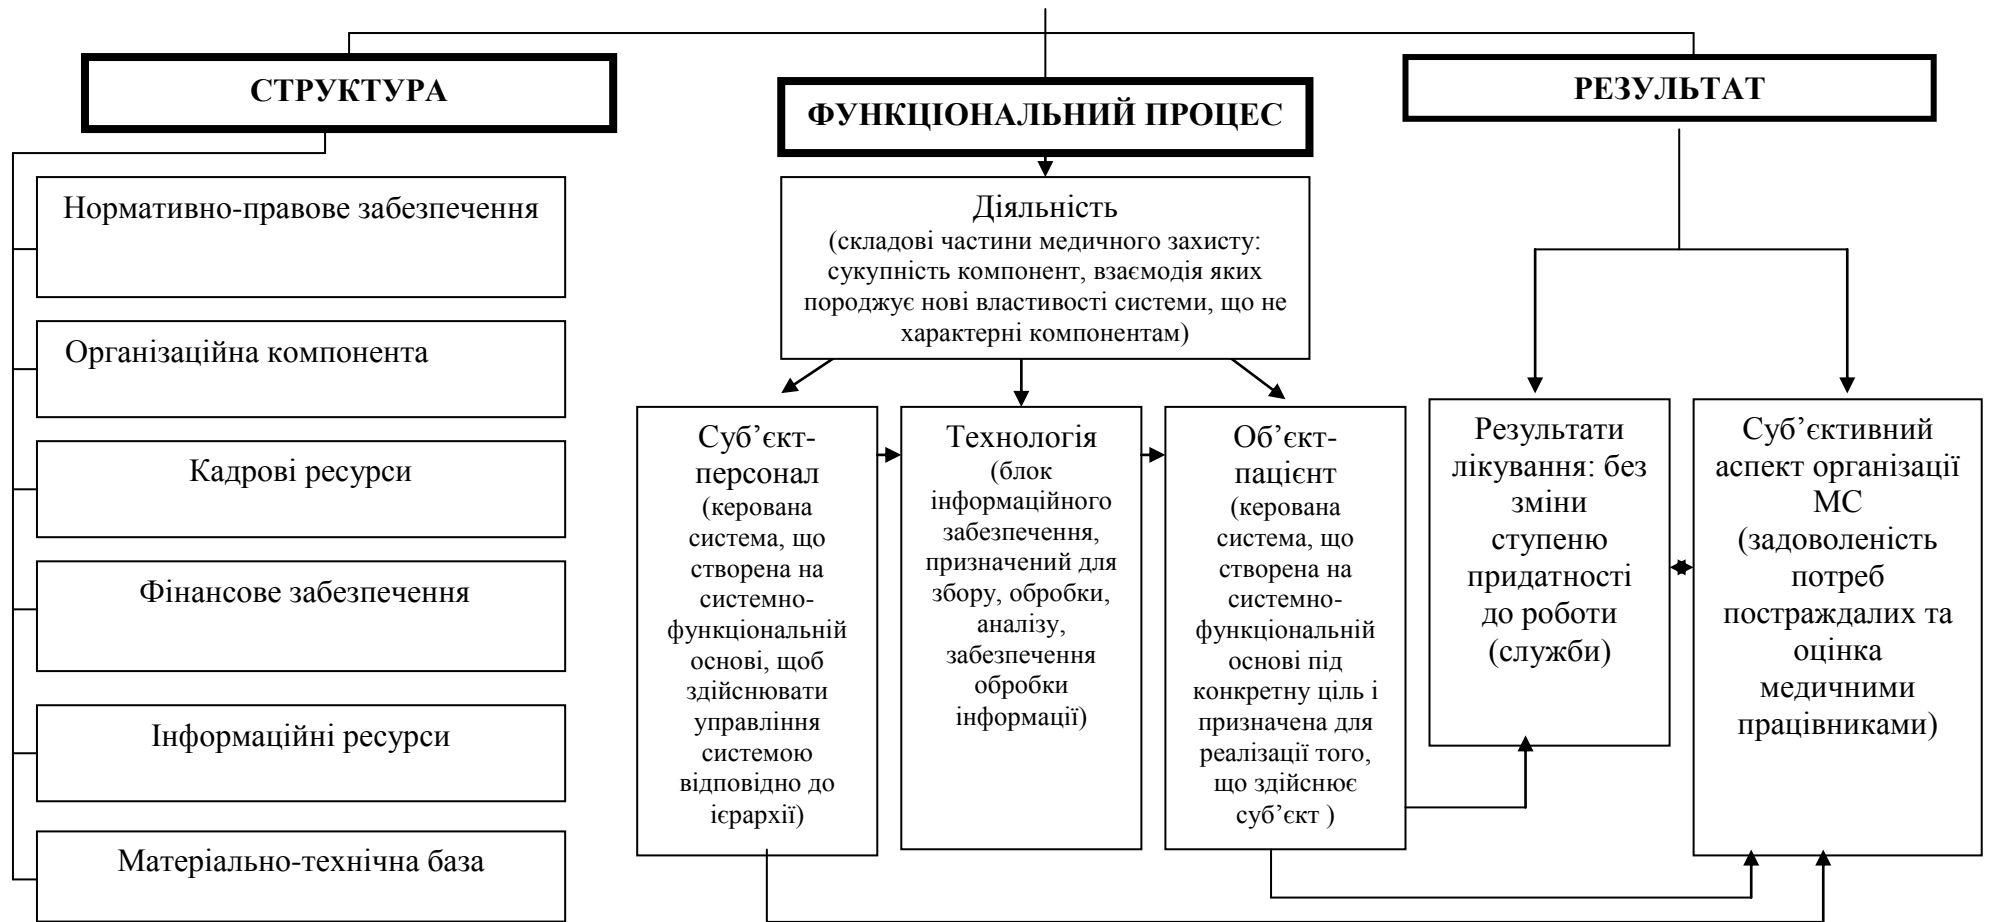 СТРУКТУРА
Нормативно-правове забезпечення
Організаційна компонента
Кадрові ресурси
Фінансове забезпечення
Інформаційні ресурси
Матеріально-технічна база
ФУНКЦІОНАЛЬНИЙ ПРОЦЕС
Діяльність
(складові частини медичного захисту:
сукупність компонент, взаємодія яких
породжує нові властивості системи, що не
характерні компонентам)
Суб’єкт-
персонал
(керована
система, що
створена на
системно-
функціональній
основі, щоб
здійснювати
управління
системою
відповідно до
ієрархії)
Технологія
(блок
інформаційного
забезпечення,
призначений для
збору, обробки,
аналізу,
забезпечення
обробки
інформації)
Об’єкт-
пацієнт
(керована
система, що
створена на
системно-
функціональній
основі під
конкретну ціль і
призначена для
реалізації того,
що здійснює
суб’єкт )
РЕЗУЛЬТАТ
Результати
лікування: без
зміни
ступеню
придатності
до роботи
(служби)
Суб’єктивний
аспект організації
МС
(задоволеність
потреб
постраждалих та
оцінка
медичними
працівниками)